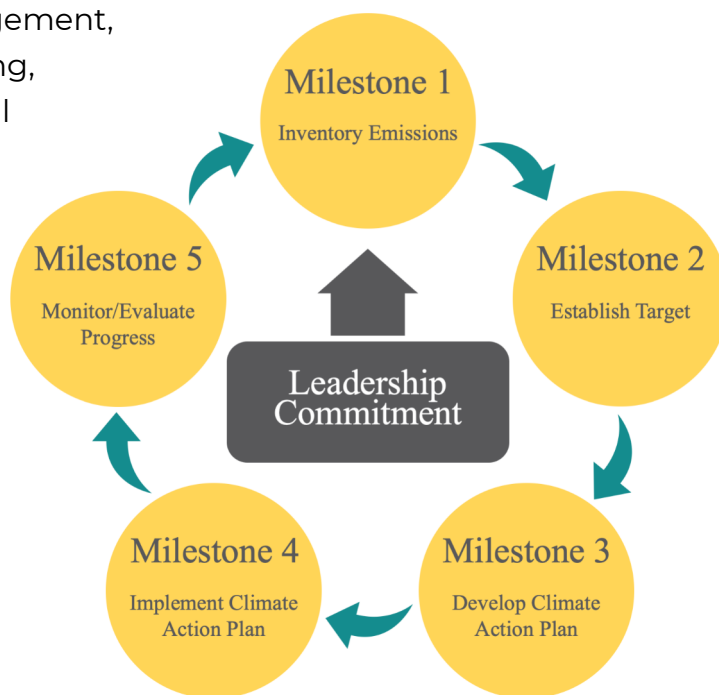 Milestone 1
Inventory Emissions
Milestone 2
Establish Target
Milestone 3
Develop Climate
Action Plan
Milestone 4
Implement Climate
Action Plan
Milestone 5
Monitor/Evaluate
Progress
Leadership
Commitment